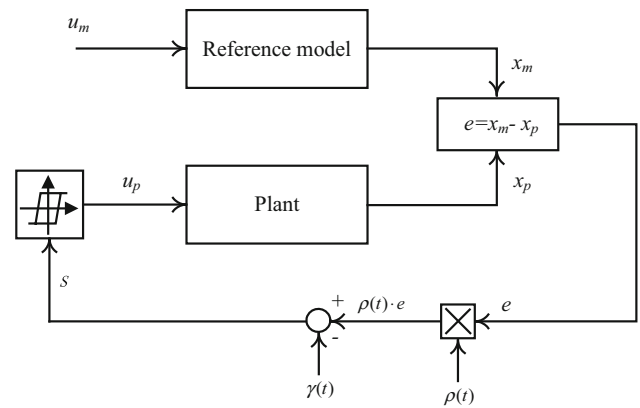 u_m
Reference model
x_m
e=x_m- x_p
u_p
Plant
x_p
S
+
ρ(t)·e
e
-
γ(t)
ρ(t)